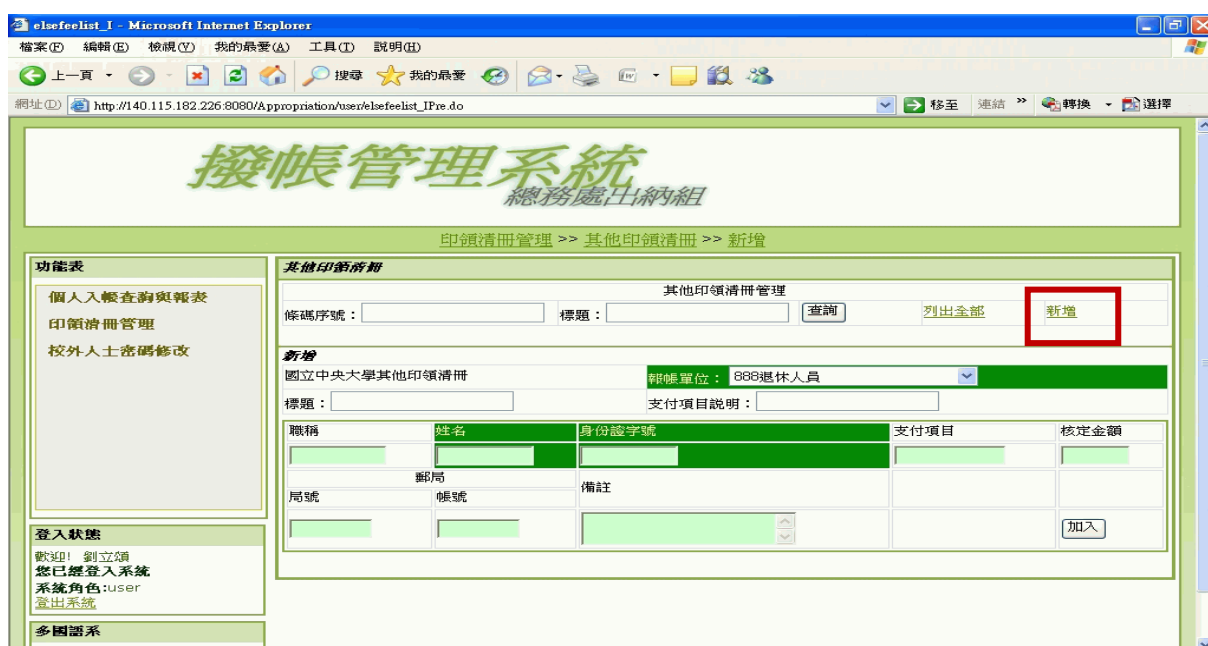 elsefeelist_I - Microsoft Internet Explorer
檔案(F) 編輯(E) 檢視(V) 我的最愛(A) 工具(T) 說明(H)
上一頁 搜尋 我的最愛
網址(D) http://140.115.182.226:8080/Appropriation/user/elsefeelist_IPre.do 移至 連結 » 轉換 選擇
撥帳管理系統
總務處出納組
印領清冊管理 >> 其他印領清冊 >> 新增
功能表
個人入帳查詢與報表
印領清冊管理
校外人士密碼修改
登入狀態
歡迎! 劉立頌
您已經登入系統
系統角色:user
登出系統
多國語系
其他印領清冊
其他印領清冊管理
條碼序號： 標題： 查詢 列出全部 新增
新增
國立中央大學其他印領清冊 報帳單位： 888退休人員
標題： 支付項目說明：
職稱 姓名 身份證字號 支付項目 核定金額
郵局 備註
局號 帳號
加入